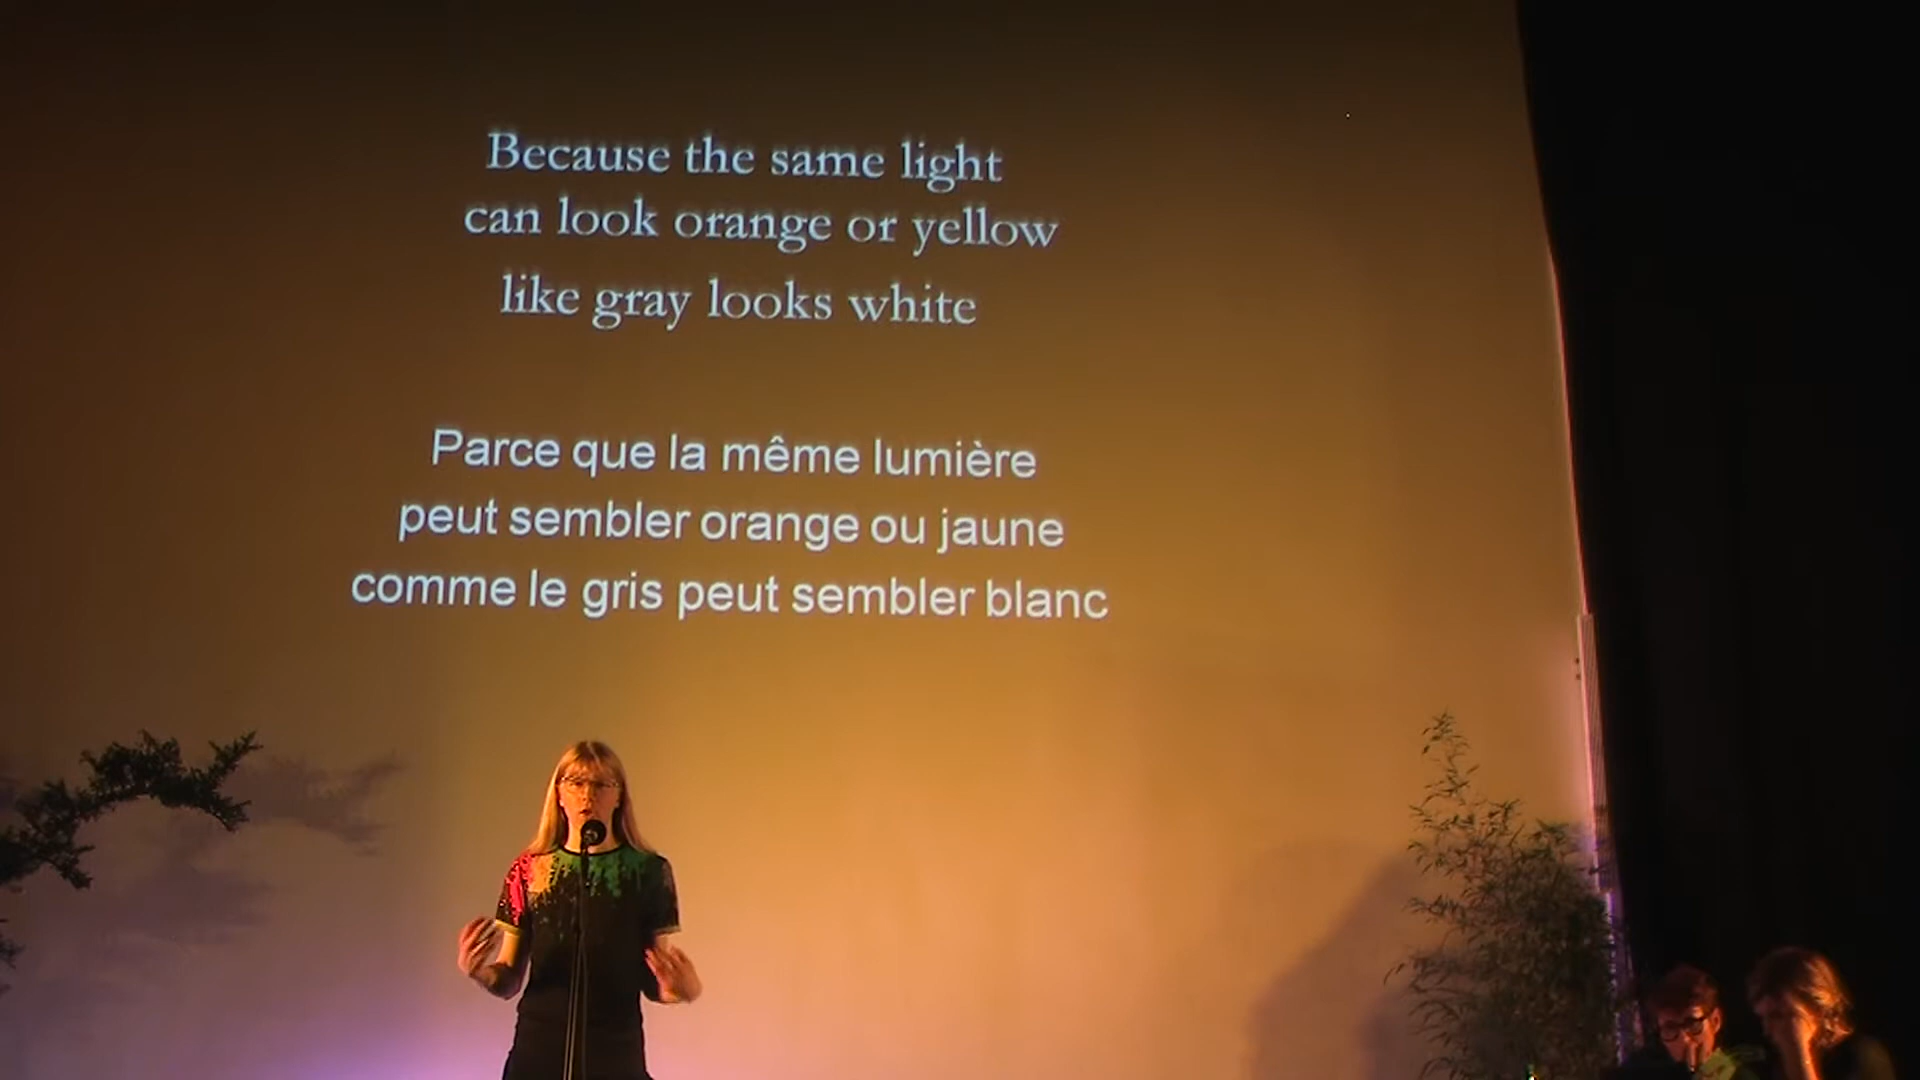 Because the same light
can look orange or yellow
like gray looks white
Parce que la même lumière
peut sembler orange ou jaune
comme le gris peut sembler blanc